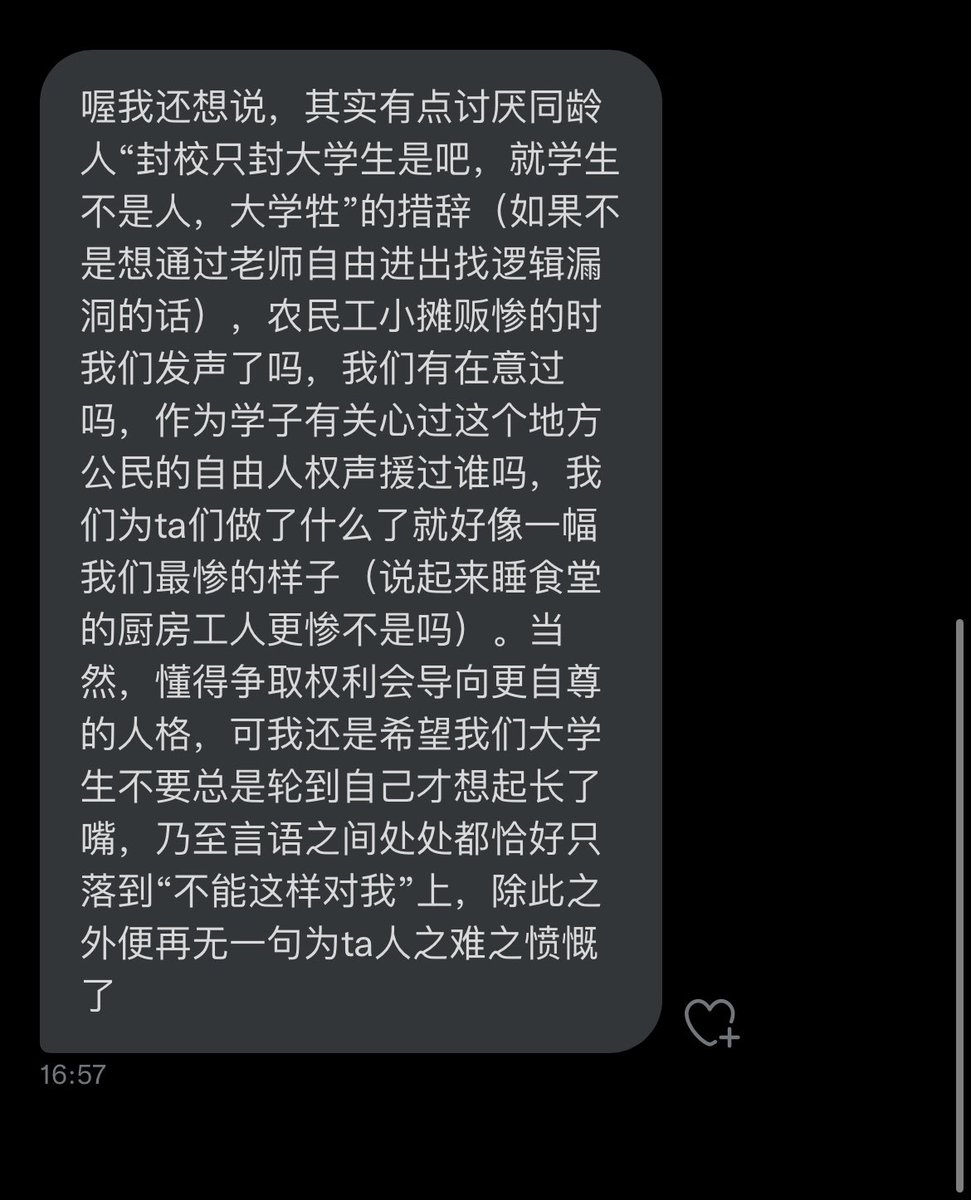 喔我还想说，其实有点讨厌同龄
人“封校只封大学生是吧，就学生
不是人，大学牲”的措辞（如果不
是想通过老师自由进出找逻辑漏
洞的话），农民工小摊贩惨的时
我们发声了吗，我们有在意过
吗，作为学子有关心过这个地方
公民的自由人权声援过谁吗，我
们为ta们做了什么了就好像一幅
我们最惨的样子（说起来睡食堂
的厨房工人更惨不是吗）。当
然，懂得争取权利会导向更自尊
的人格，可我还是希望我们大学
生不要总是轮到自己才想起长了
嘴，乃至言语之间处处都恰好只
落到“不能这样对我”上，除此之
外便再无一句为ta人之难之愤慨
了
16:57